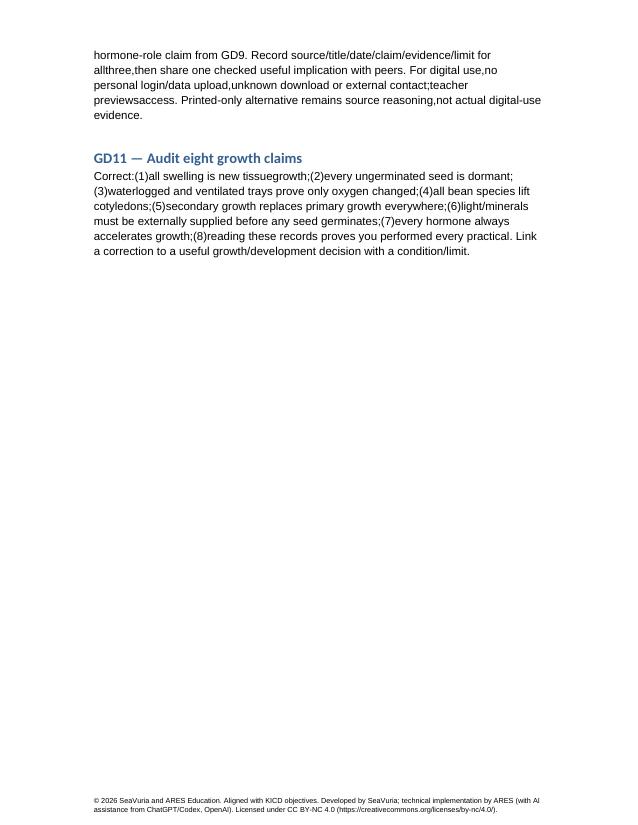 hormone-role claim from GD9. Record source/title/date/claim/evidence/limit for
allthree,then share one checked useful implication with peers. For digital use,no
personal login/data upload,unknown download or external contact;teacher
previewsaccess. Printed-only alternative remains source reasoning,not actual digital-use
evidence.
GD11 — Audit eight growth claims
Correct:(1)all swelling is new tissuegrowth;(2)every ungerminated seed is dormant;
(3)waterlogged and ventilated trays prove only oxygen changed;(4)all bean species lift
cotyledons;(5)secondary growth replaces primary growth everywhere;(6)light/minerals
must be externally supplied before any seed germinates;(7)every hormone always
accelerates growth;(8)reading these records proves you performed every practical. Link
a correction to a useful growth/development decision with a condition/limit.
© 2026 SeaVuria and ARES Education. Aligned with KICD objectives. Developed by SeaVuria; technical implementation by ARES (with AI
assistance from ChatGPT/Codex, OpenAI). Licensed under CC BY-NC 4.0 (https://creativecommons.org/licenses/by-nc/4.0/).